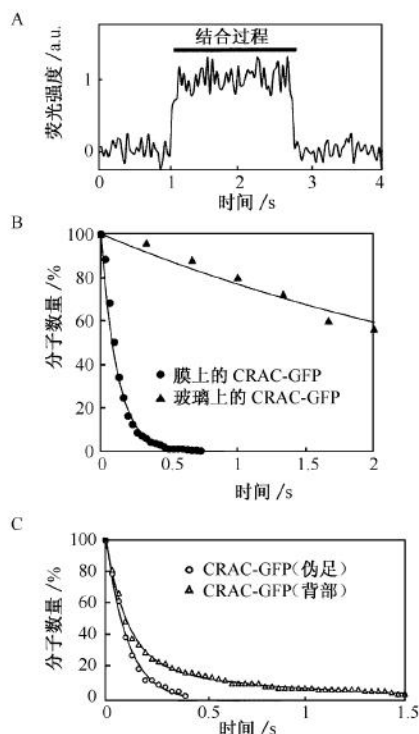 A
结合过程
荧光强度/a.u.
1
0
0 1 2 3 4
时间/s
B
分子数量/%
100
80
60
40
20
0
●膜上的 CRAC-GFP
▲玻璃上的 CRAC-GFP
0 0.5 1 1.5 2
时间/s
C
分子数量/%
100
80
60
40
20
0
CRAC-GFP(伪足)
CRAC-GFP(背部)
0 0.5 1 1.5
时间/s